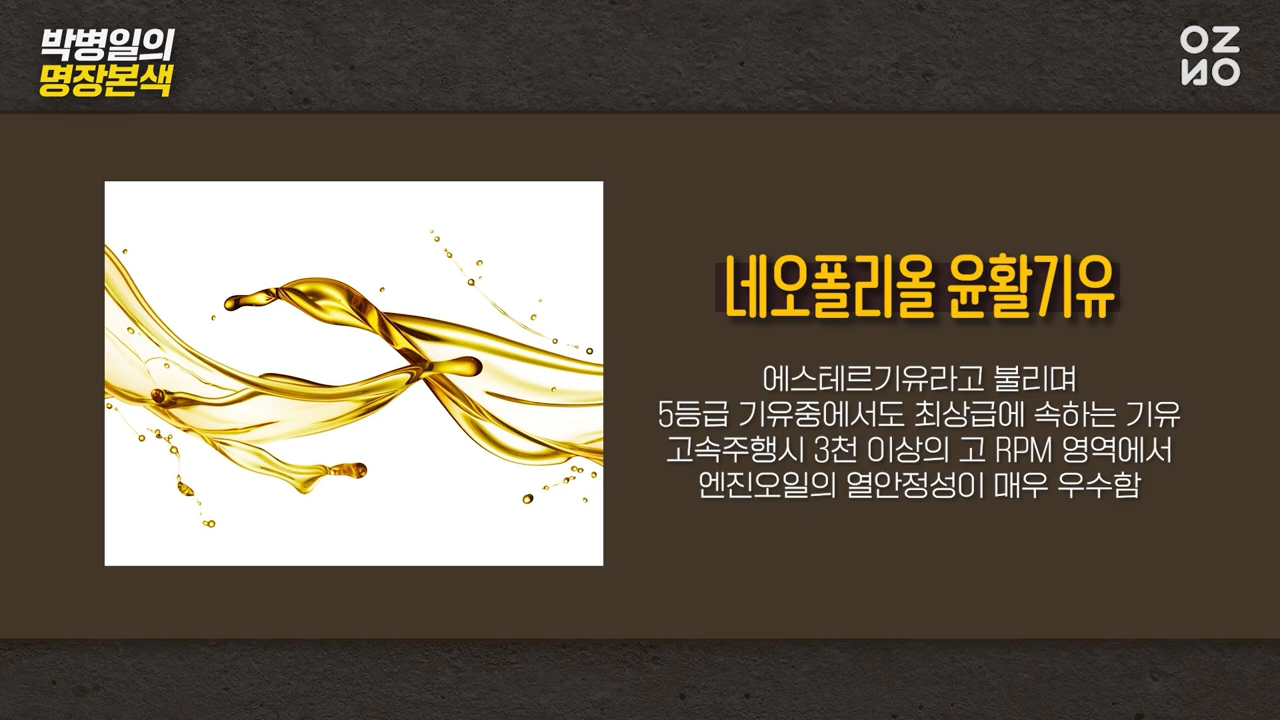 박병일의
명장본색
OZ
NO
네오폴리올 윤활기유
에스테르기유라고 불리며
5등급 기유중에서도 최상급에 속하는 기유
고속주행시 3천 이상의 고 RPM 영역에서
엔진오일의 열안정성이 매우 우수함